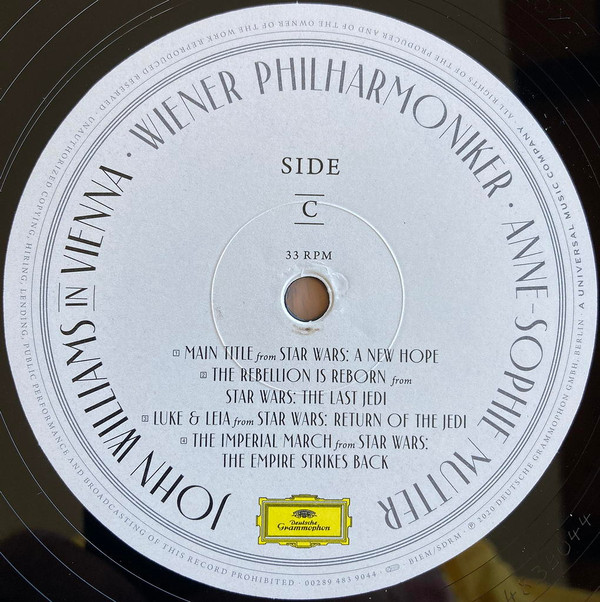 JOHN WILLIAMS IN VIENNA · WIENER PHILHARMONIKER · ANNE-SOPHIE MUTTER
SIDE
C
33 RPM
1 MAIN TITLE from STAR WARS: A NEW HOPE
2 THE REBELLION IS REBORN from
STAR WARS: THE LAST JEDI
3 LUKE & LEIA from STAR WARS: RETURN OF THE JEDI
4 THE IMPERIAL MARCH from STAR WARS:
THE EMPIRE STRIKES BACK
Deutsche
Grammophon
ALL RIGHTS OF THE PRODUCER AND OF THE OWNER OF THE WORK REPRODUCED RESERVED · UNAUTHORIZED COPYING, HIRING, LENDING, PUBLIC PERFORMANCE AND BROADCASTING OF THIS RECORD PROHIBITED · 00289 483 9044 · BIEM/SDRM · ℗ 2020 DEUTSCHE GRAMMOPHON GMBH, BERLIN · A UNIVERSAL MUSIC COMPANY ·